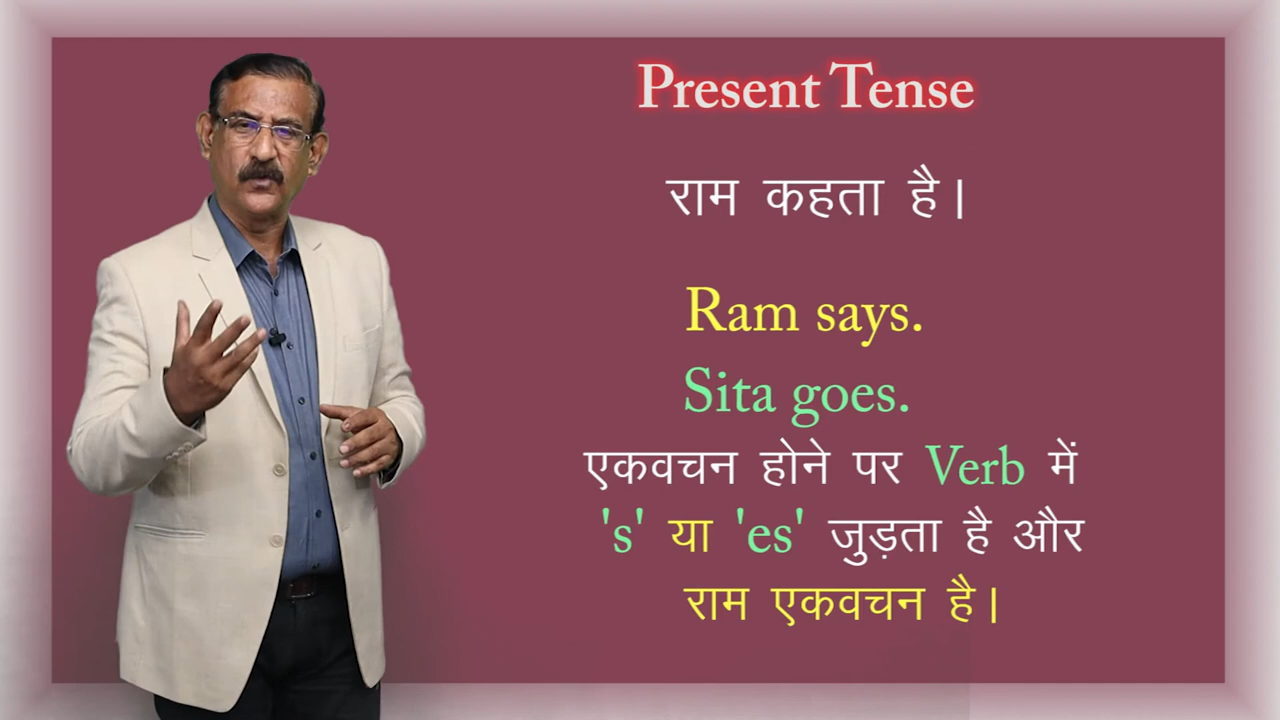 Present Tense
राम कहता है।
Ram says.
Sita goes.
एकवचन होने पर Verb में
's' या 'es' जुड़ता है और
राम एकवचन है।